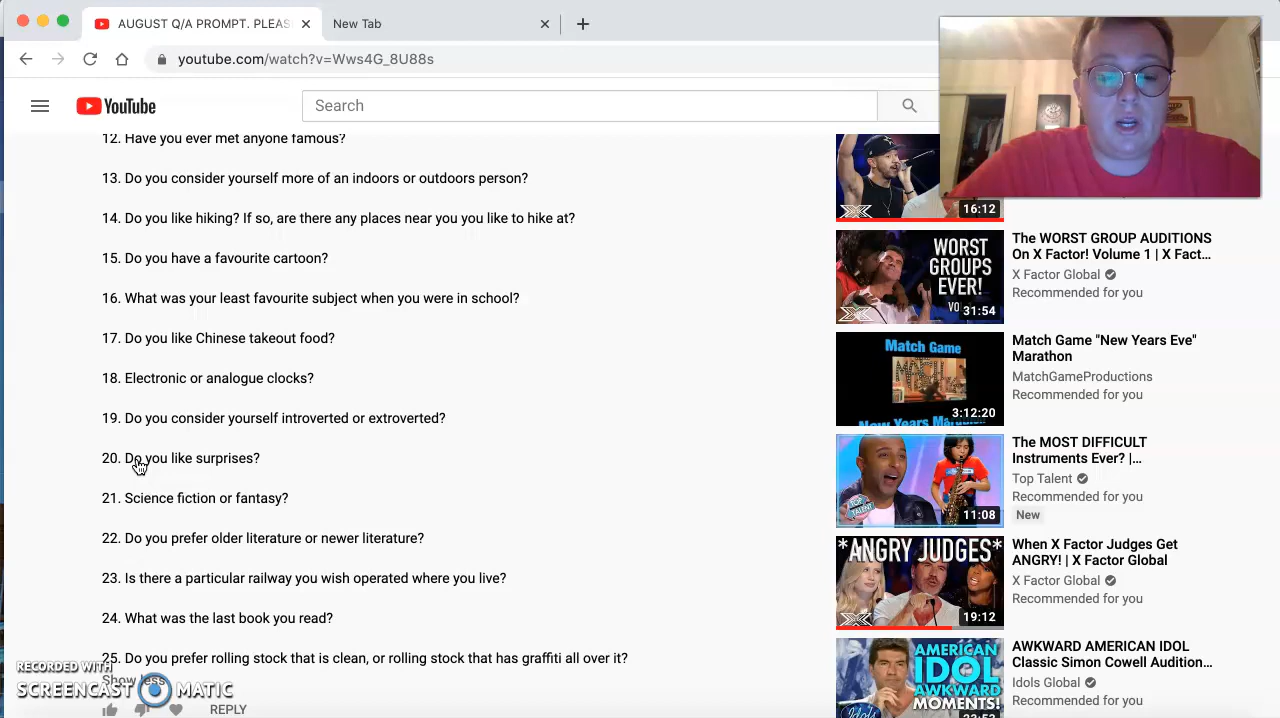 AUGUST Q/A PROMPT. PLEAS
New Tab
youtube.com/watch?v=Wws4G_8U88s
YouTube
Search
12. Have you ever met anyone famous?
13. Do you consider yourself more of an indoors or outdoors person?
14. Do you like hiking? If so, are there any places near you you like to hike at?
15. Do you have a favourite cartoon?
16. What was your least favourite subject when you were in school?
17. Do you like Chinese takeout food?
18. Electronic or analogue clocks?
19. Do you consider yourself introverted or extroverted?
20. Do you like surprises?
21. Science fiction or fantasy?
22. Do you prefer older literature or newer literature?
23. Is there a particular railway you wish operated where you live?
24. What was the last book you read?
25. Do you prefer rolling stock that is clean, or rolling stock that has graffiti all over it?
Show less
REPLY
RECORDED WITH
SCREENCAST MATIC
16:12
WORST
GROUPS
EVER!
VO
31:54
The WORST GROUP AUDITIONS
On X Factor! Volume 1 | X Fact...
X Factor Global
Recommended for you
Match Game
New Years Mara
3:12:20
Match Game "New Years Eve"
Marathon
MatchGameProductions
Recommended for you
TOP TALENT
11:08
The MOST DIFFICULT
Instruments Ever? |...
Top Talent
Recommended for you
New
*ANGRY JUDGES*
19:12
When X Factor Judges Get
ANGRY! | X Factor Global
X Factor Global
Recommended for you
AMERICAN
IDOL
AWKWARD
MOMENTS!
Idols
AWKWARD AMERICAN IDOL
Classic Simon Cowell Audition...
Idols Global
Recommended for you